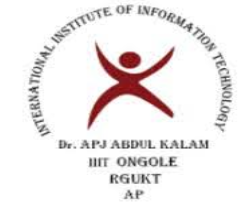 INTERNATIONAL INSTITUTE OF INFORMATION TECHNOLOGY
Dr. APJ ABDUL KALAM
IIIT ONGOLE
RGUKT
AP